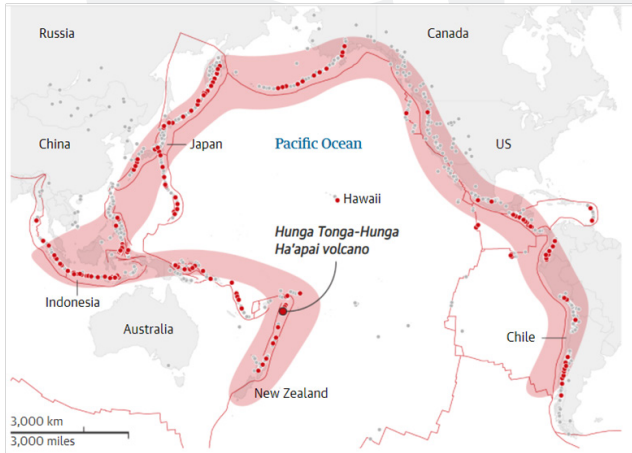 Russia
Canada
China
Japan
Pacific Ocean
US
Hawaii
Hunga Tonga-Hunga
Ha'apai volcano
Indonesia
Australia
Chile
New Zealand
3,000 km
3,000 miles